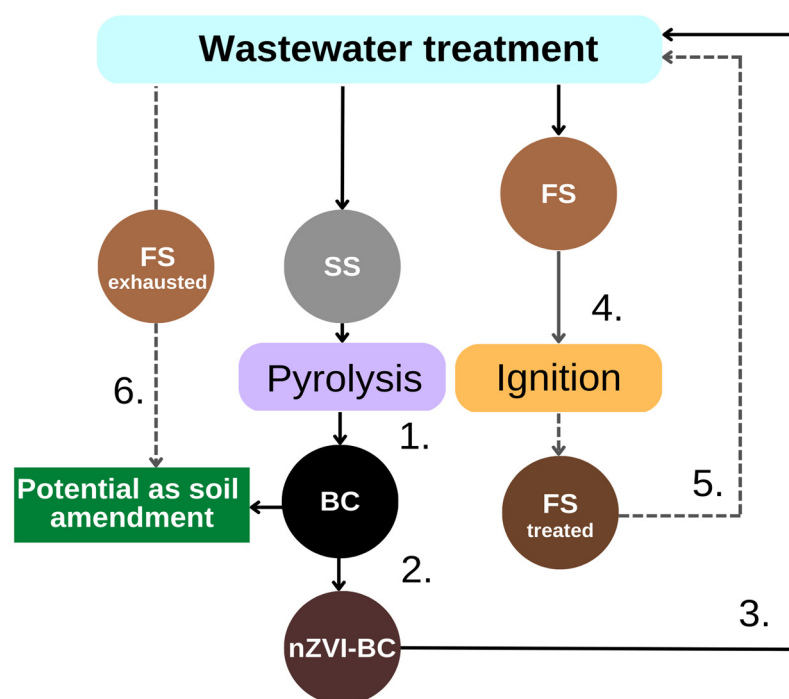 Wastewater treatment
FS
FS
exhausted
SS
4.
Pyrolysis
Ignition
6.
1.
Potential as soil
amendment
BC
FS
treated
5.
2.
3.
nZVI-BC